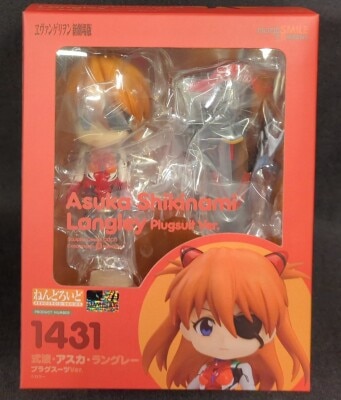 ヱヴァンゲリヲン 新劇場版
Asuka Shikinami
Langley Plugsuit Ver.
ねんどろいど
1431
式波・アスカ・ラングレー
プラグスーツVer.